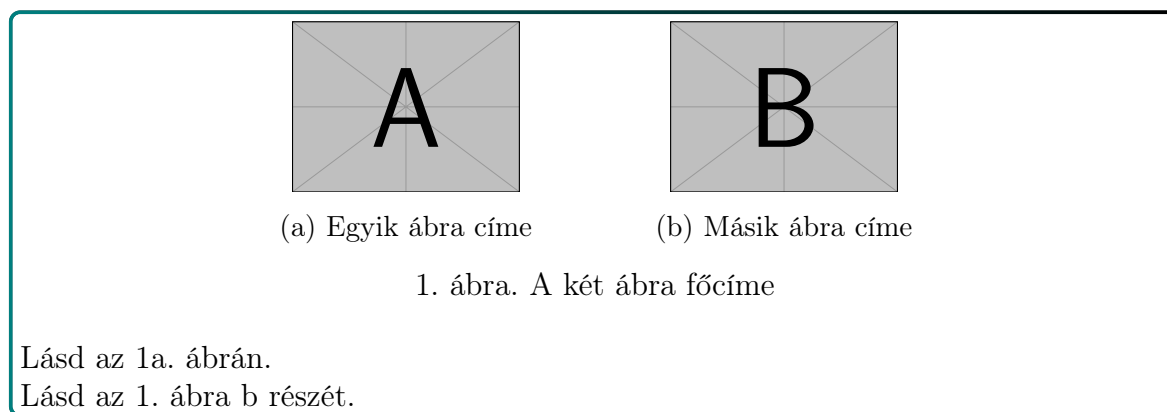 A B
(a) Egyik ábra címe (b) Másik ábra címe
1. ábra. A két ábra főcíme
Lásd az 1a. ábrán.
Lásd az 1. ábra b részét.